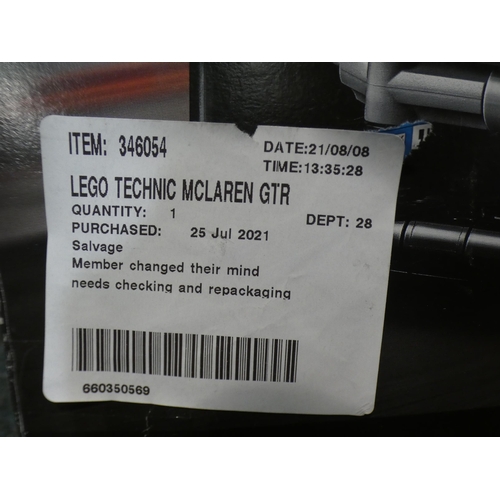 ITEM: 346054 DATE:21/08/08
TIME:13:35:28
LEGO TECHNIC MCLAREN GTR
QUANTITY: 1 DEPT: 28
PURCHASED: 25 Jul 2021
Salvage
Member changed their mind
needs checking and repackaging
660350569